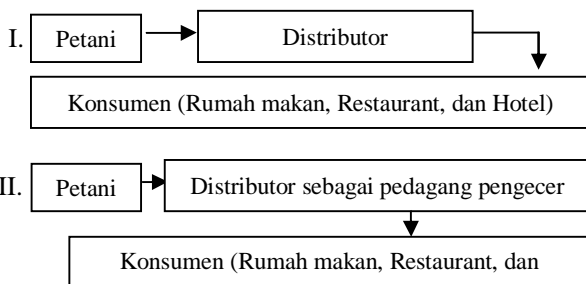 I. Petani Distributor
Konsumen (Rumah makan, Restaurant, dan Hotel)
II. Petani Distributor sebagai pedagang pengecer
Konsumen (Rumah makan, Restaurant, dan